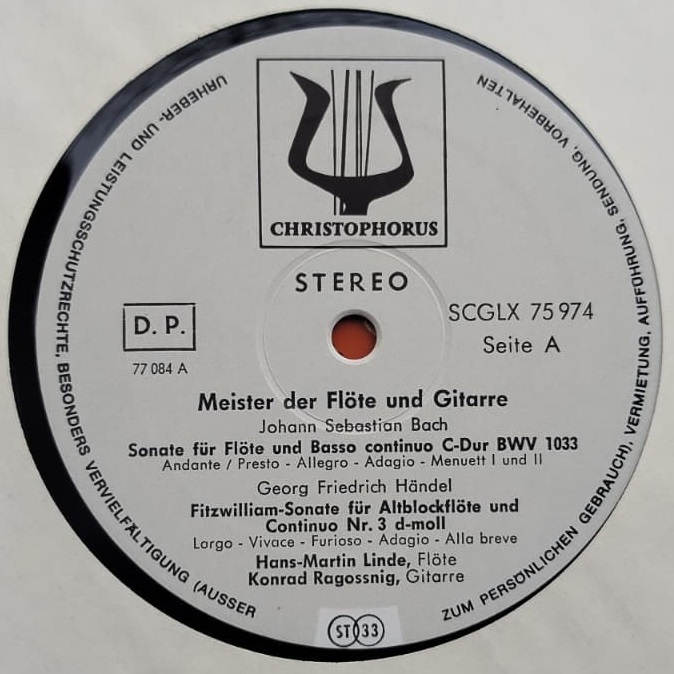 CHRISTOPHORUS
STEREO
D. P.
77 084 A
SCGLX 75 974
Seite A
Meister der Flöte und Gitarre
Johann Sebastian Bach
Sonate für Flöte und Basso continuo C-Dur BWV 1033
Andante / Presto - Allegro - Adagio - Menuett I und II
Georg Friedrich Händel
Fitzwilliam-Sonate für Altblockflöte und
Continuo Nr. 3 d-moll
Largo - Vivace - Furioso - Adagio - Alla breve
Hans-Martin Linde, Flöte
Konrad Ragossnig, Gitarre
ST 33
URHEBER- UND LEISTUNGSSCHUTZRECHTE, BESONDERS VERVIELFÄLTIGUNG (AUSSER
ZUM PERSÖNLICHEN GEBRAUCH), VERMIETUNG, AUFFÜHRUNG, SENDUNG, VORBEHALTEN